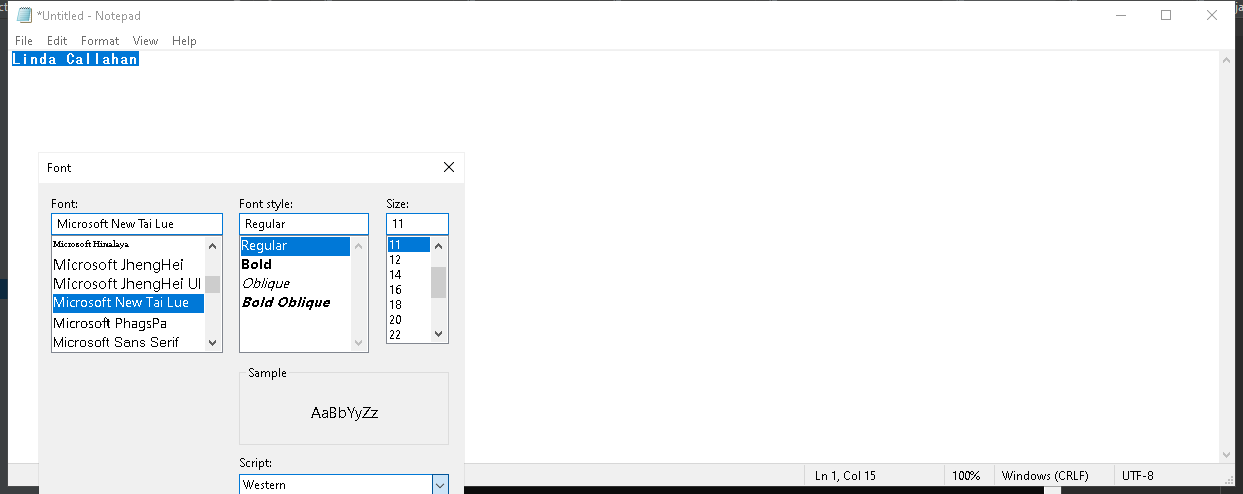 *Untitled - Notepad
File Edit Format View Help
Linda Callahan
Font
Font: Font style: Size:
Microsoft New Tai Lue Regular 11
Microsoft Himalaya Regular 11
Microsoft JhengHei Bold 12
Microsoft JhengHei UI Oblique 14
Microsoft New Tai Lue Bold Oblique 16
Microsoft PhagsPa 18
Microsoft Sans Serif 20
22
Sample
AaBbYyZz
Script:
Western
Ln 1, Col 15 100% Windows (CRLF) UTF-8